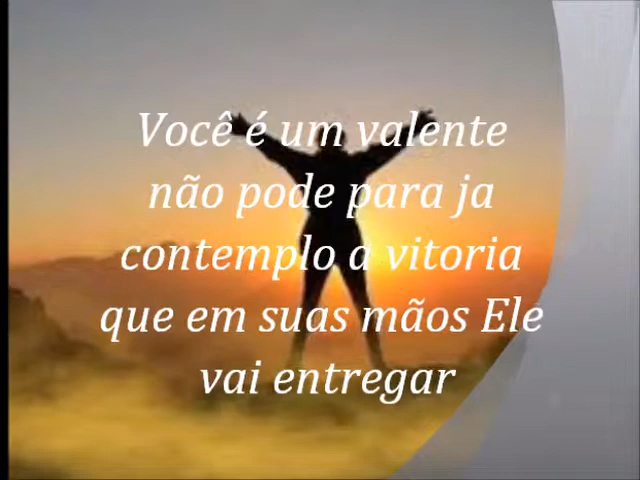 Você é um valente
não pode para ja
contemplo a vitoria
que em suas mãos Ele
vai entregar